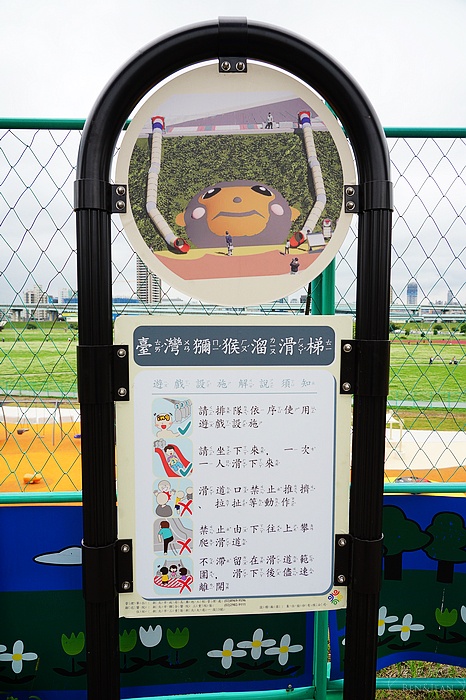 臺灣獼猴溜滑梯
遊戲設施解說須知
請排隊依序使用
遊戲設施。
請坐下來，一次
一人滑下來。
滑道口禁止推擠
、拉扯等動作。
禁止由下往上攀
爬滑道。
不滯留在滑道範
圍，滑下後儘速
離開。